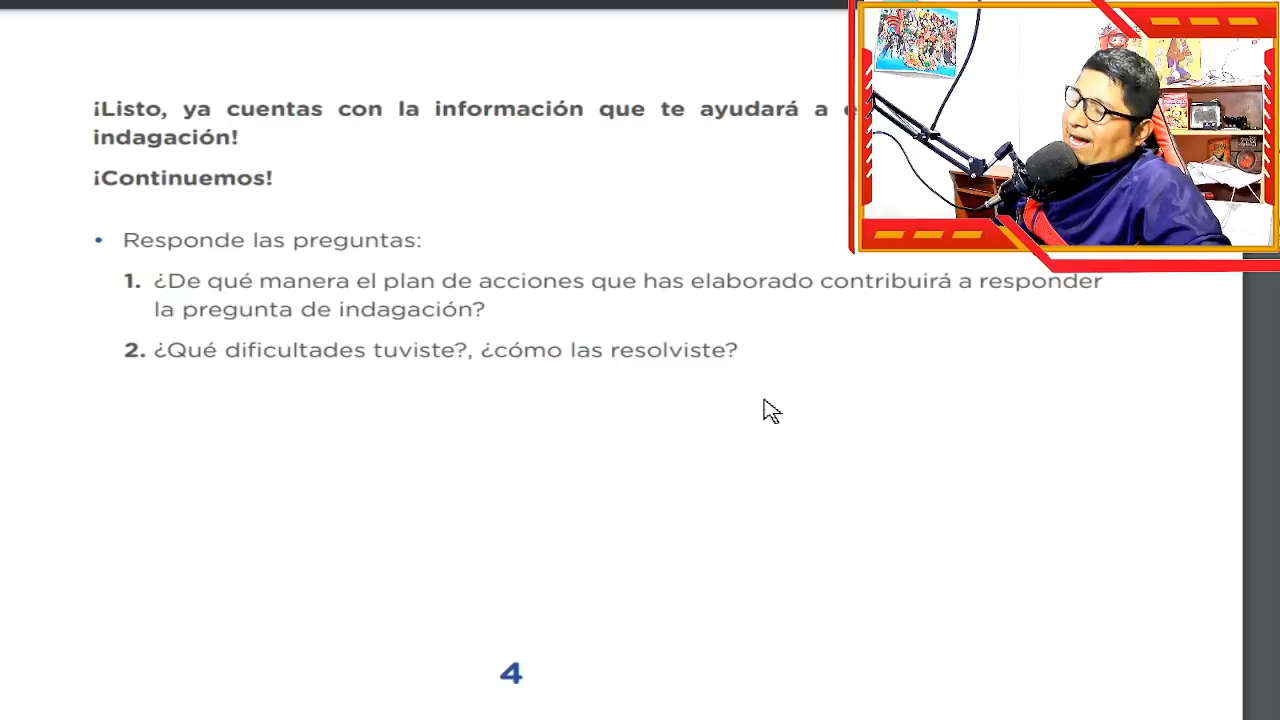 ¡Listo, ya cuentas con la información que te ayudará a
indagación!
¡Continuemos!
• Responde las preguntas:
1. ¿De qué manera el plan de acciones que has elaborado contribuirá a responder
la pregunta de indagación?
2. ¿Qué dificultades tuviste?, ¿cómo las resolviste?
4